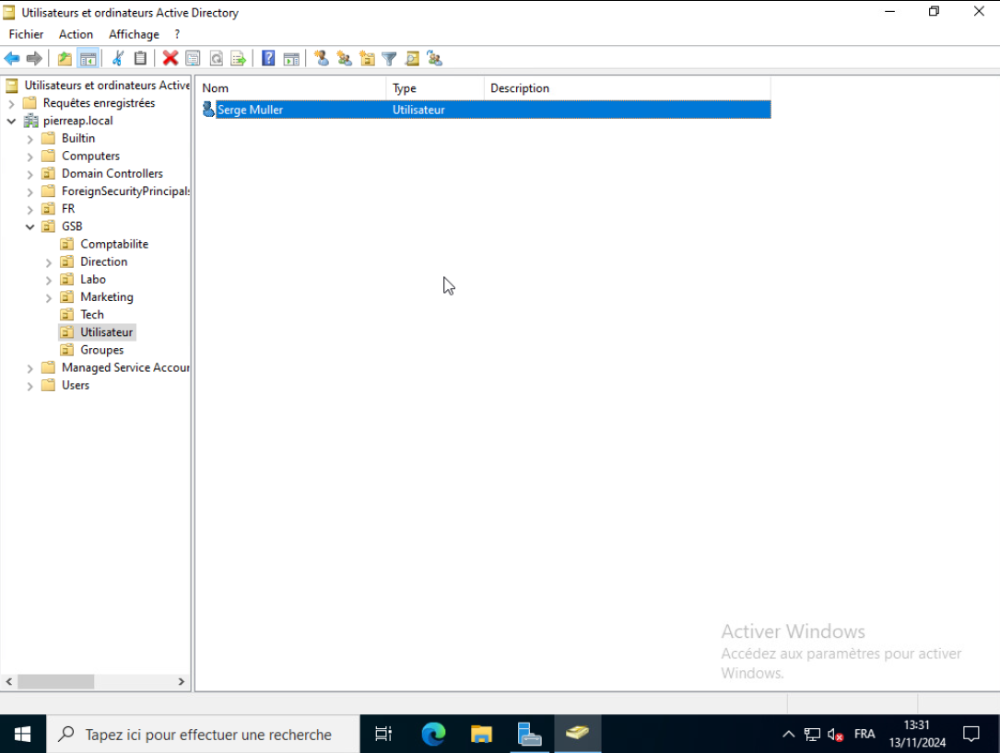 Utilisateurs et ordinateurs Active Directory
Fichier Action Affichage ?
Utilisateurs et ordinateurs Active
Requêtes enregistrées
pierreap.local
Builtin
Computers
Domain Controllers
ForeignSecurityPrincipals
FR
GSB
Comptabilite
Direction
Labo
Marketing
Tech
Utilisateur
Groupes
Managed Service Accour
Users
Nom Type Description
Serge Muller Utilisateur
Activer Windows
Accédez aux paramètres pour activer
Windows.
Tapez ici pour effectuer une recherche
FRA
13:31
13/11/2024